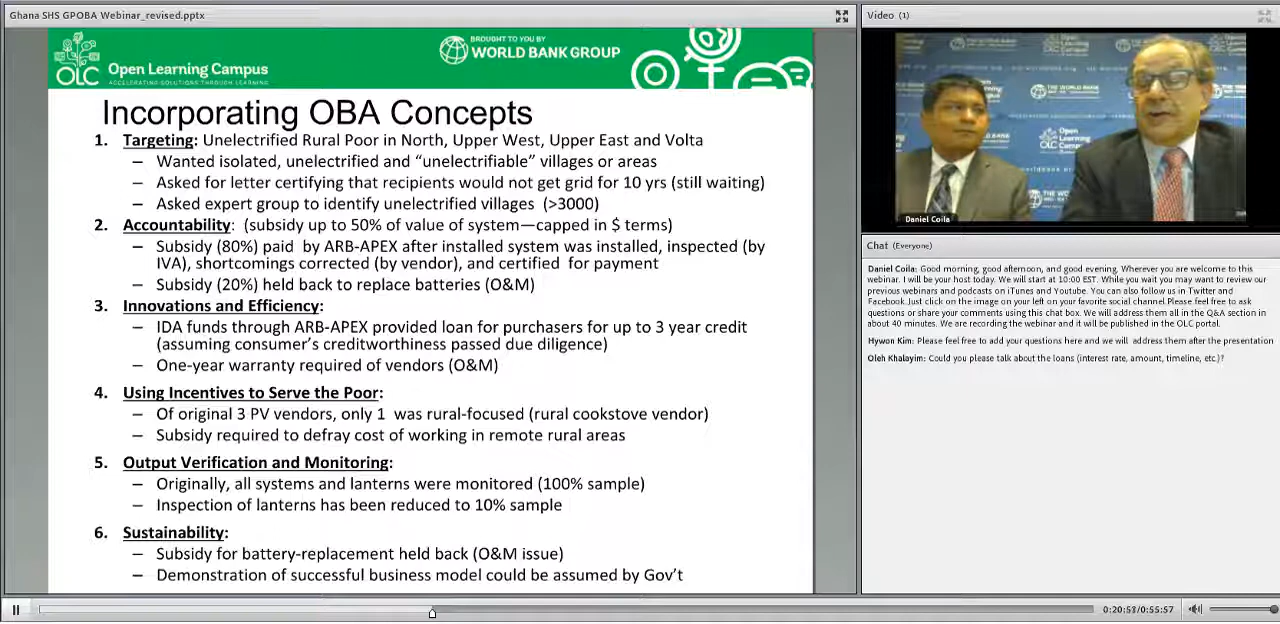 Ghana SHS GPOBA Webinar_revised.pptx
OLC Open Learning Campus
ACCELERATING SOLUTIONS THROUGH LEARNING
BROUGHT TO YOU BY
WORLD BANK GROUP
Incorporating OBA Concepts
1. Targeting: Unelectrified Rural Poor in North, Upper West, Upper East and Volta
– Wanted isolated, unelectrified and “unelectrifiable” villages or areas
– Asked for letter certifying that recipients would not get grid for 10 yrs (still waiting)
– Asked expert group to identify unelectrified villages (>3000)
2. Accountability: (subsidy up to 50% of value of system—capped in $ terms)
– Subsidy (80%) paid by ARB-APEX after installed system was installed, inspected (by
IVA), shortcomings corrected (by vendor), and certified for payment
– Subsidy (20%) held back to replace batteries (O&M)
3. Innovations and Efficiency:
– IDA funds through ARB-APEX provided loan for purchasers for up to 3 year credit
(assuming consumer’s creditworthiness passed due diligence)
– One-year warranty required of vendors (O&M)
4. Using Incentives to Serve the Poor:
– Of original 3 PV vendors, only 1 was rural-focused (rural cookstove vendor)
– Subsidy required to defray cost of working in remote rural areas
5. Output Verification and Monitoring:
– Originally, all systems and lanterns were monitored (100% sample)
– Inspection of lanterns has been reduced to 10% sample
6. Sustainability:
– Subsidy for battery-replacement held back (O&M issue)
– Demonstration of successful business model could be assumed by Gov’t
0:20:53/0:55:57
Video (1)
THE WORLD BANK
Open
Learning
Campus
Daniel Coila
Chat (Everyone)
Daniel Coila: Good morning, good afternoon, and good evening. Wherever you are welcome to this
webinar. I will be your host today. We will start at 10:00 EST. While you wait you may want to review our
previous webinars and podcasts on iTunes and Youtube. You can also follow us in Twitter and
Facebook.Just click on the image on your left on your favorite social channel.Please feel free to ask
questions or share your comments using this chat box. We will address them all in the Q&A section in
about 40 minutes. We are recording the webinar and it will be published in the OLC portal.
Hywon Kim: Please feel free to add your questions here and we will address them after the presentation
Oleh Khalayim: Could you please talk about the loans (interest rate, amount, timeline, etc.)?